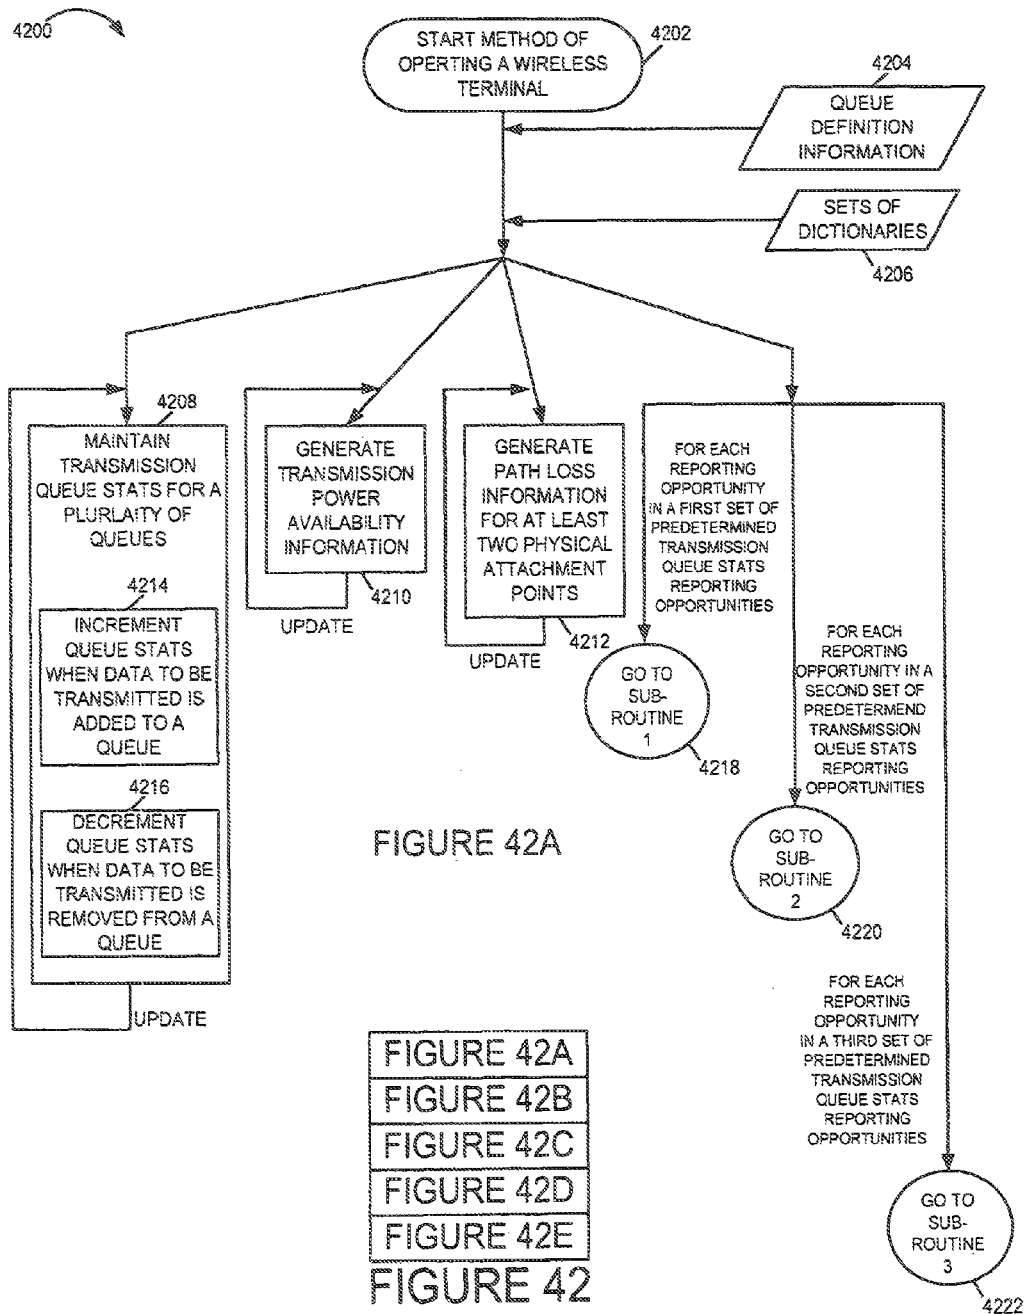 4200
START METHOD OF
OPERTING A WIRELESS
TERMINAL
4202
4204
QUEUE
DEFINITION
INFORMATION
SETS OF
DICTIONARIES
4206
4208
MAINTAIN
TRANSMISSION
QUEUE STATS FOR A
PLURLAITY OF
QUEUES
4214
INCREMENT
QUEUE STATS
WHEN DATA TO BE
TRANSMITTED IS
ADDED TO A
QUEUE
4216
DECREMENT
QUEUE STATS
WHEN DATA TO BE
TRANSMITTED IS
REMOVED FROM A
QUEUE
UPDATE
GENERATE
TRANSMISSION
POWER
AVAILABILITY
INFORMATION
4210
UPDATE
GENERATE
PATH LOSS
INFORMATION
FOR AT LEAST
TWO PHYSICAL
ATTACHMENT
POINTS
4212
UPDATE
FOR EACH
REPORTING
OPPORTUNITY
IN A FIRST SET OF
PREDETERMINED
TRANSMISSION
QUEUE STATS
REPORTING
OPPORTUNITIES
GO TO
SUB-
ROUTINE
1
4218
FOR EACH
REPORTING
OPPORTUNITY IN A
SECOND SET OF
PREDETERMEND
TRANSMISSION
QUEUE STATS
REPORTING
OPPORTUNITIES
GO TO
SUB-
ROUTINE
2
4220
FOR EACH
REPORTING
OPPORTUNITY
IN A THIRD SET OF
PREDETERMINED
TRANSMISSION
QUEUE STATS
REPORTING
OPPORTUNITIES
GO TO
SUB-
ROUTINE
3
4222
FIGURE 42A
FIGURE 42A
FIGURE 42B
FIGURE 42C
FIGURE 42D
FIGURE 42E
FIGURE 42